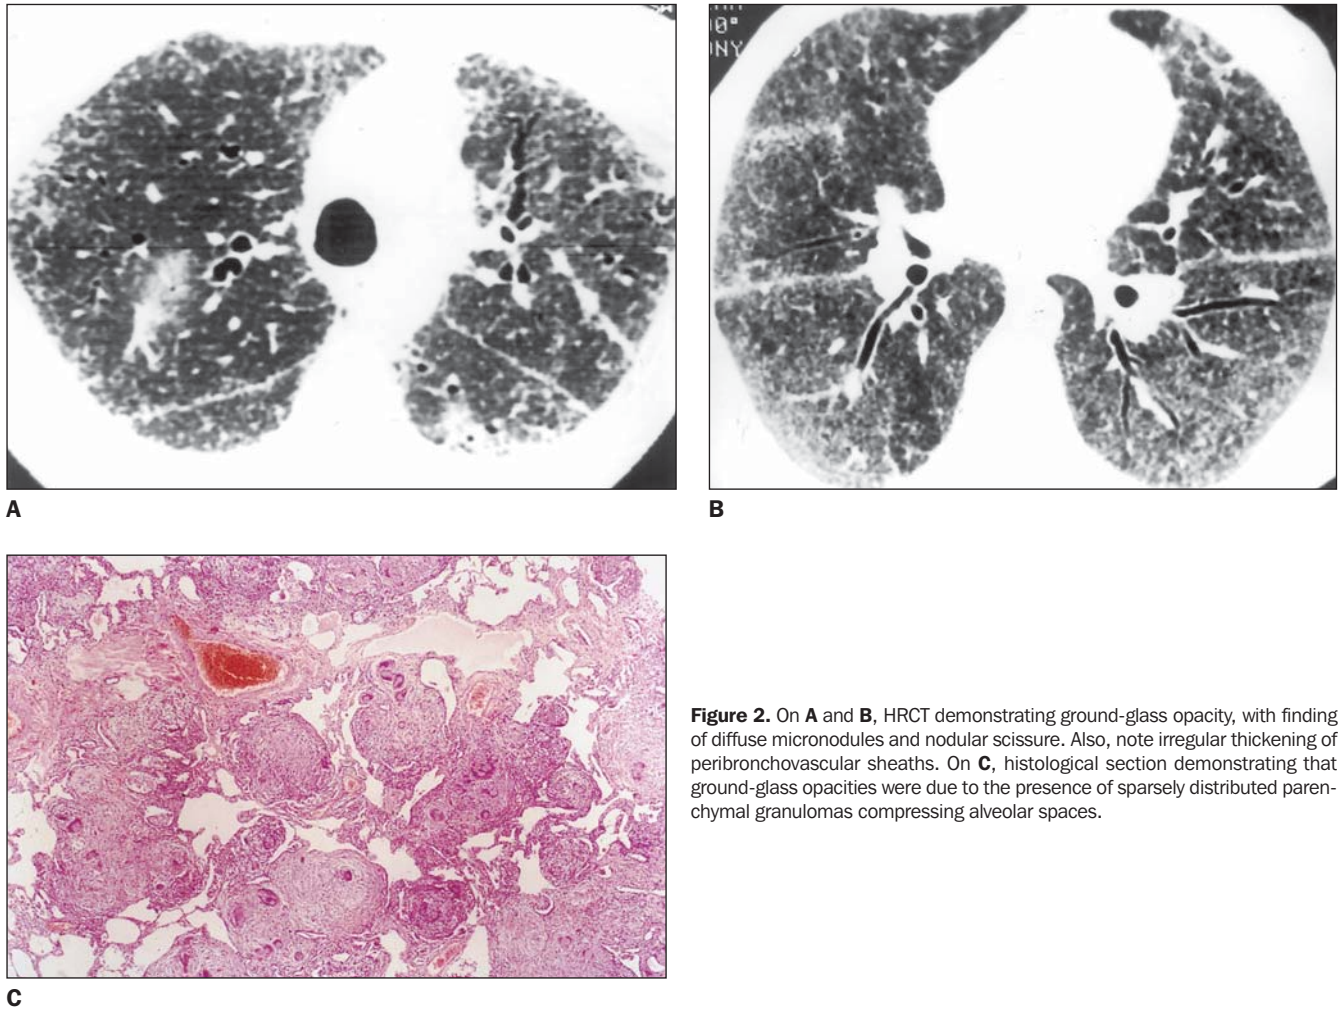 0°
NY
A
B
C
Figure 2. On A and B, HRCT demonstrating ground-glass opacity, with finding
of diffuse micronodules and nodular scissure. Also, note irregular thickening of
peribronchovascular sheaths. On C, histological section demonstrating that
ground-glass opacities were due to the presence of sparsely distributed paren-
chymal granulomas compressing alveolar spaces.